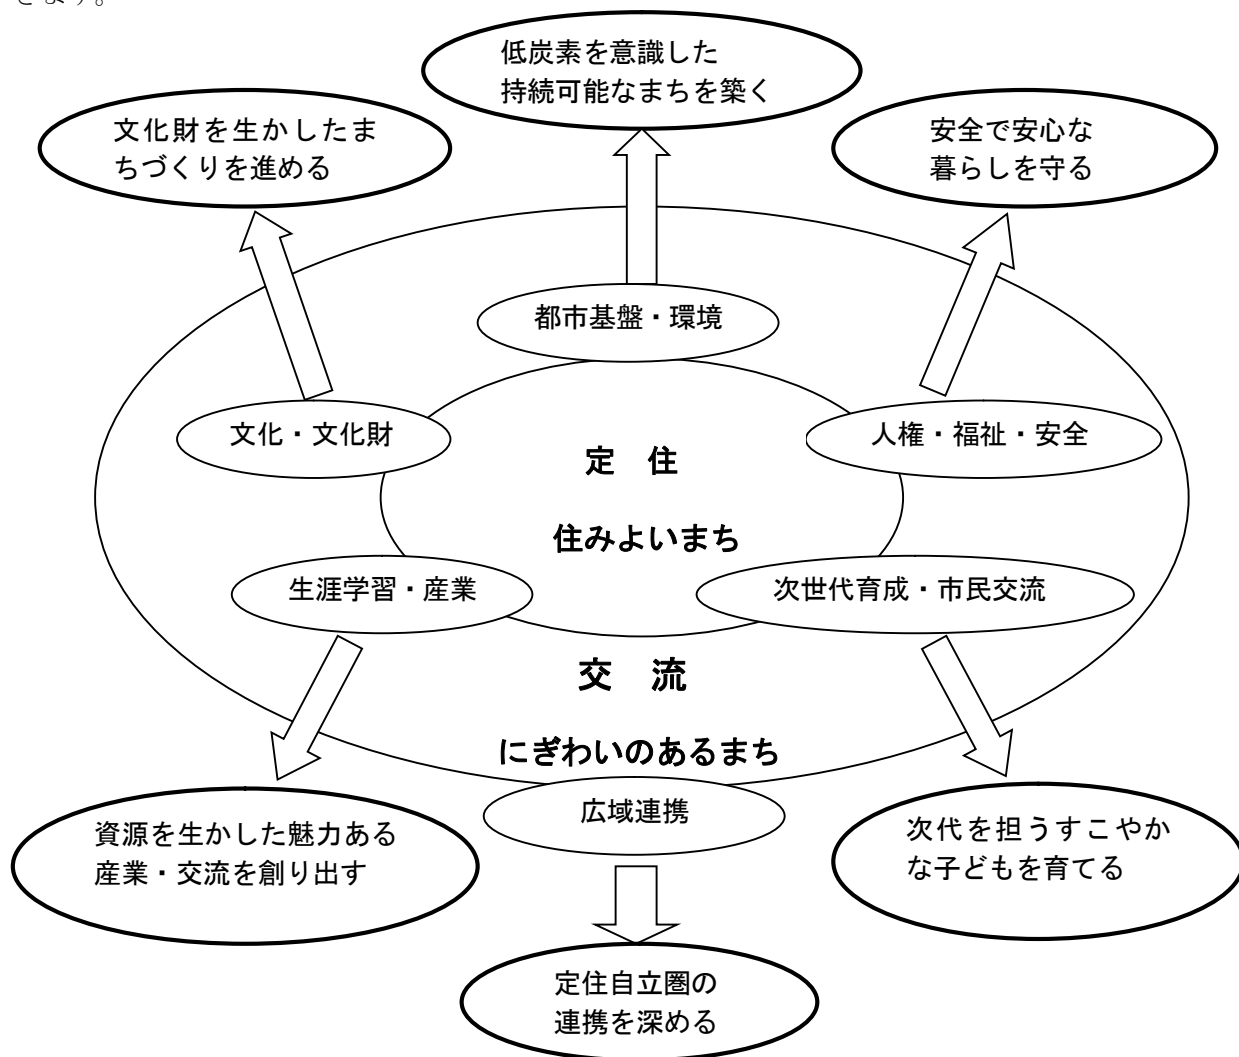 きます。
低炭素を意識した
持続可能なまちを築く
文化財を生かしたま
ちづくりを進める
安全で安心な
暮らしを守る
都市基盤・環境
文化・文化財
人権・福祉・安全
定　住
住みよいまち
生涯学習・産業
次世代育成・市民交流
交　流
にぎわいのあるまち
広域連携
資源を生かした魅力ある
産業・交流を創り出す
次代を担うすこやか
な子どもを育てる
定住自立圏の
連携を深める